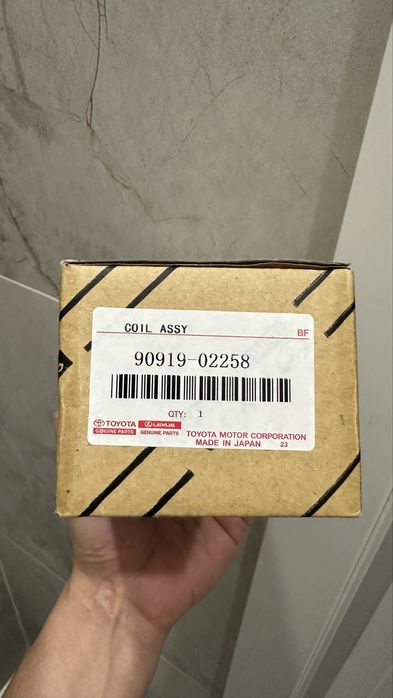 COIL ASSY
BF
90919-02258
QTY: 1
TOYOTA LEXUS
GENUINE PARTS GENUINE PARTS
TOYOTA MOTOR CORPORATION
MADE IN JAPAN 23